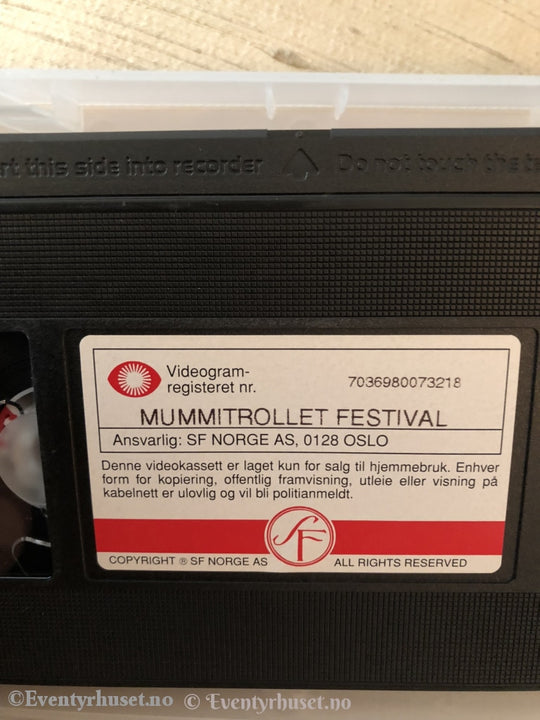 this side into recorder Do not touch the
Videogram-
registeret nr. 7036980073218
MUMMITROLLET FESTIVAL
Ansvarlig: SF NORGE AS, 0128 OSLO
Denne videokassett er laget kun for salg til hjemmebruk. Enhver
form for kopiering, offentlig framvisning, utleie eller visning på
kabelnett er ulovlig og vil bli politianmeldt.
SF
COPYRIGHT ® SF NORGE AS ALL RIGHTS RESERVED
©Eventyrhuset.no © Eventyrhuset.no